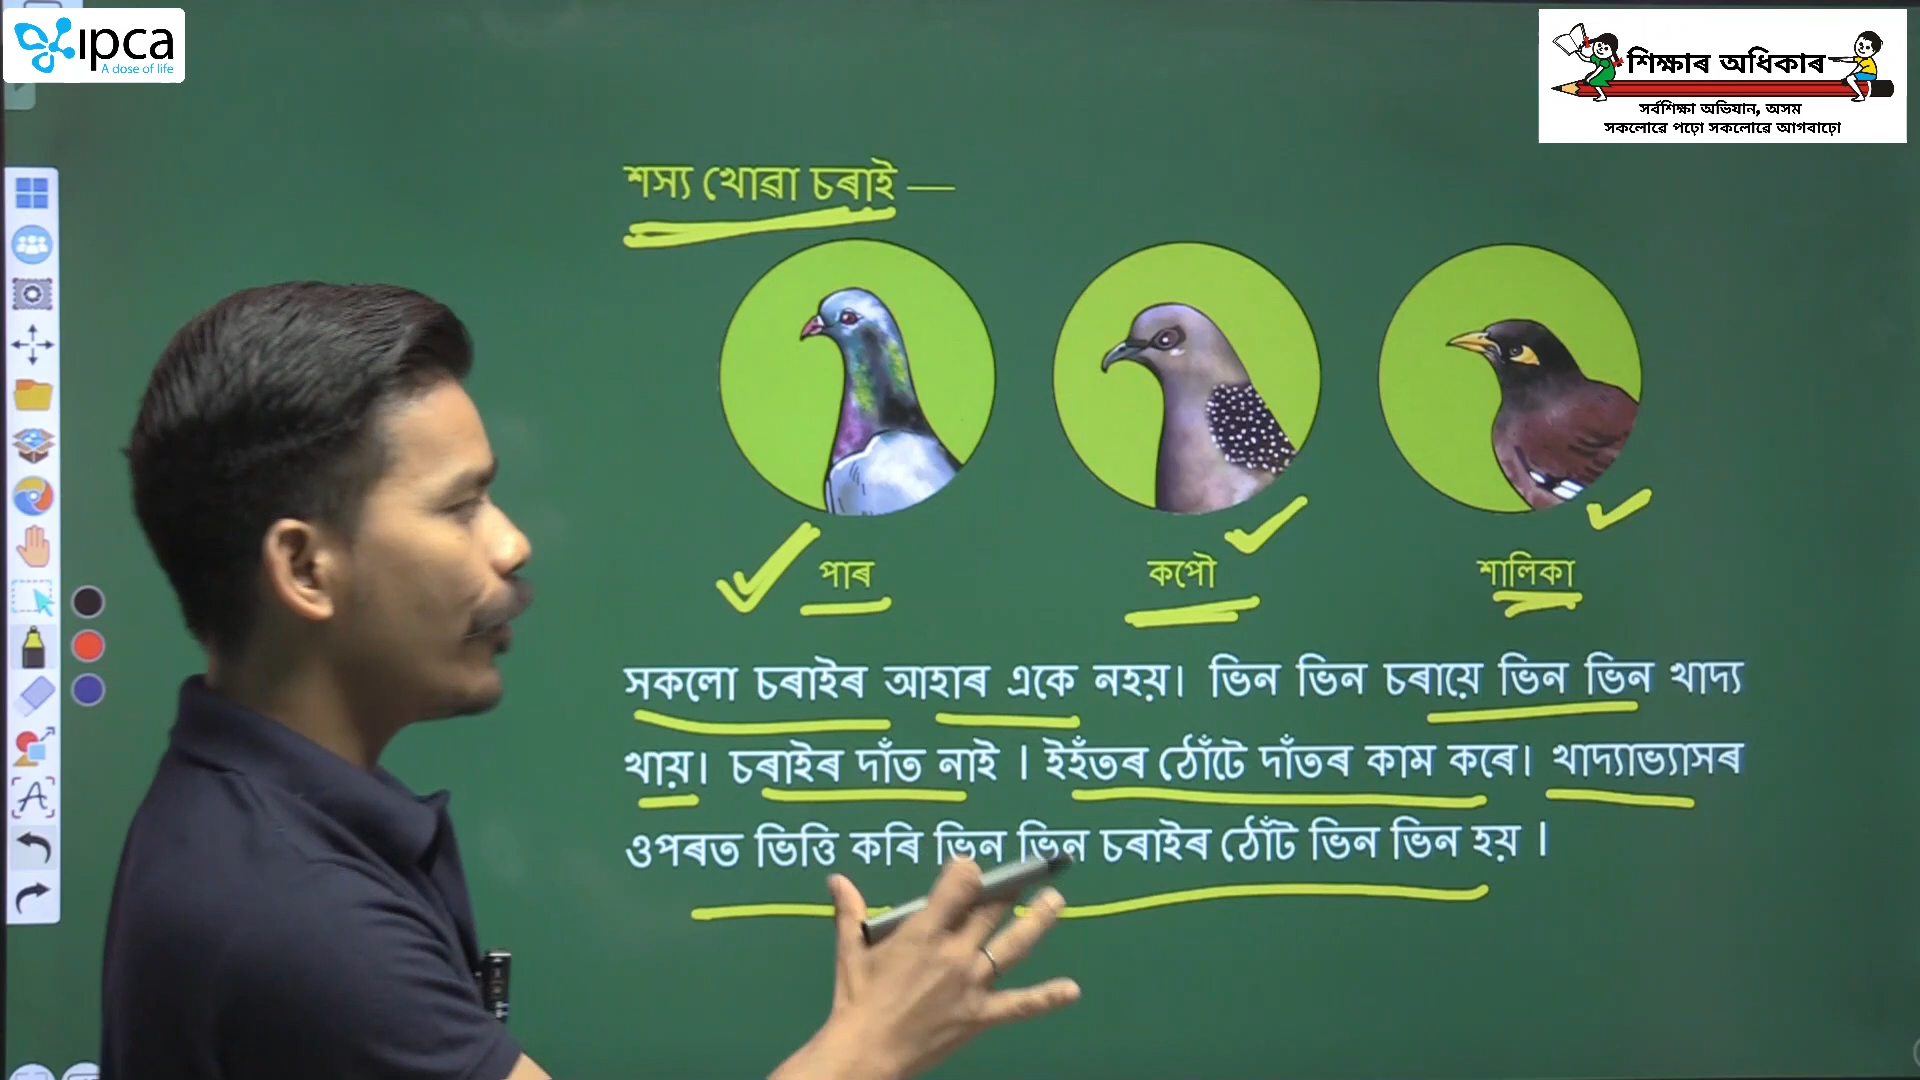 ipca
A dose of life
শিক্ষাৰ অধিকাৰ
সৰ্বশিক্ষা অভিযান, অসম
সকলোৱে পঢ়ো সকলোৱে আগবাঢ়ো
শস্য খোৱা চৰাই —
পাৰ
কপৌ
শালিকা
সকলো চৰাইৰ আহাৰ একে নহয়। ভিন ভিন চৰায়ে ভিন ভিন খাদ্য
খায়। চৰাইৰ দাঁত নাই । ইহঁতৰ ঠোঁটে দাঁতৰ কাম কৰে। খাদ্যাভ্যাসৰ
ওপৰত ভিত্তি কৰি ভিন ভিন চৰাইৰ ঠোঁট ভিন ভিন হয় ।